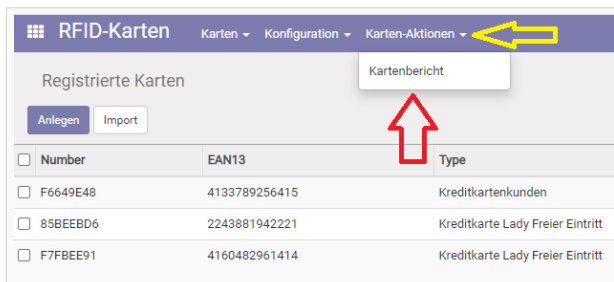 RFID-Karten Karten Konfiguration Karten-Aktionen
Kartenbericht
Registrierte Karten
Anlegen Import
Number EAN13 Type
F6649E48 4133789256415 Kreditkartenkunden
85BEEBD6 2243881942221 Kreditkarte Lady Freier Eintritt
F7FBEE91 4160482961414 Kreditkarte Lady Freier Eintritt